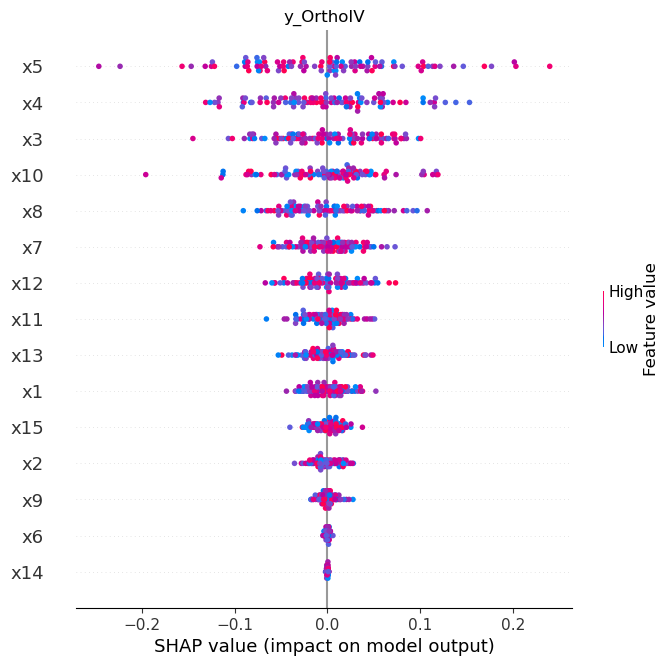 y_OrthoIV
x5
x4
x3
x10
x8
x7
x12
x11
x13
x1
x15
x2
x9
x6
x14
−0.2
−0.1
0.0
0.1
0.2
SHAP value (impact on model output)
High
Low
Feature value